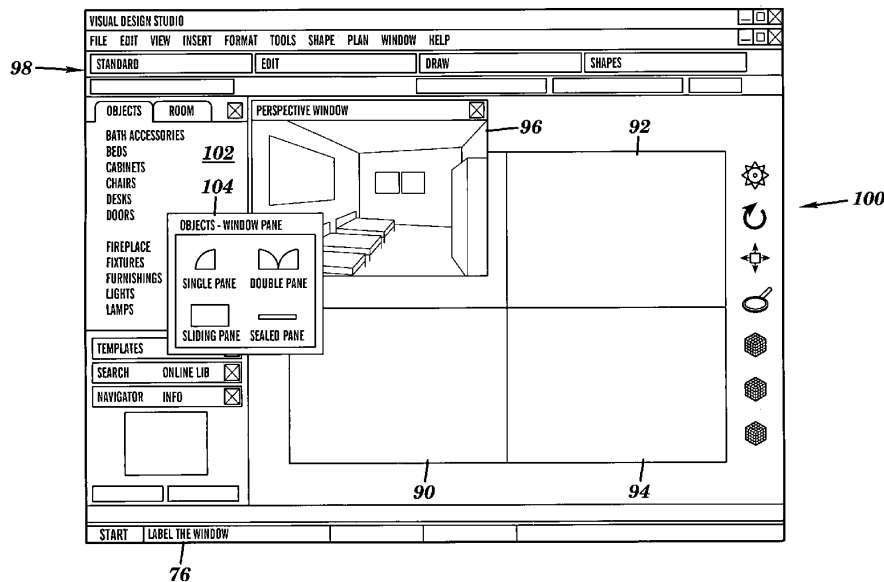 VISUAL DESIGN STUDIO
FILE EDIT VIEW INSERT FORMAT TOOLS SHAPE PLAN WINDOW HELP
98
STANDARD EDIT DRAW SHAPES
OBJECTS ROOM
PERSPECTIVE WINDOW
96
92
BATH ACCESSORIES
BEDS
CABINETS
CHAIRS
DESKS
DOORS
102
104
100
OBJECTS - WINDOW PANE
SINGLE PANE DOUBLE PANE
SLIDING PANE SEALED PANE
FIREPLACE
FIXTURES
FURNISHINGS
LIGHTS
LAMPS
TEMPLATES
SEARCH ONLINE LIB
NAVIGATOR INFO
90
94
START LABEL THE WINDOW
76